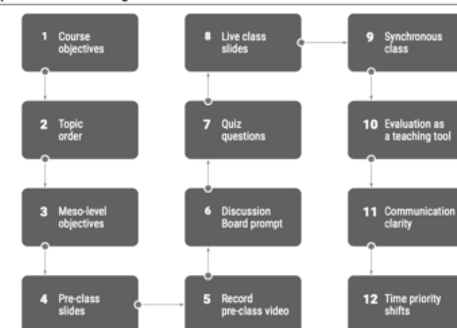 1 Course
objectives
2 Topic
order
3 Meso-level
objectives
4 Pre-class
slides
5 Record
pre-class video
6 Discussion
Board prompt
7 Quiz
questions
8 Live class
slides
9 Synchronous
class
10 Evaluation as
a teaching tool
11 Communication
clarity
12 Time priority
shifts